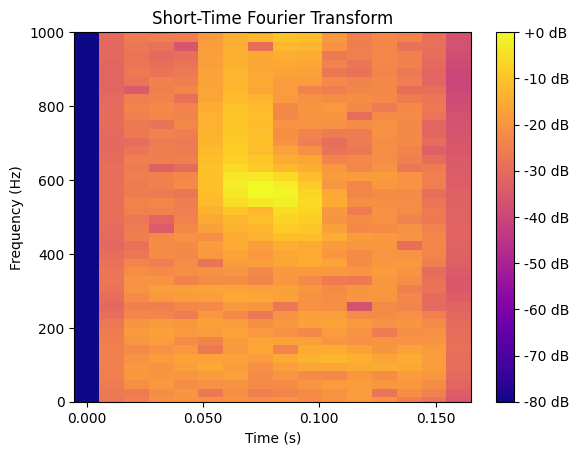 Short-Time Fourier Transform
Frequency (Hz)
1000
800
600
400
200
0
0.000
0.050
0.100
0.150
Time (s)
+0 dB
-10 dB
-20 dB
-30 dB
-40 dB
-50 dB
-60 dB
-70 dB
-80 dB